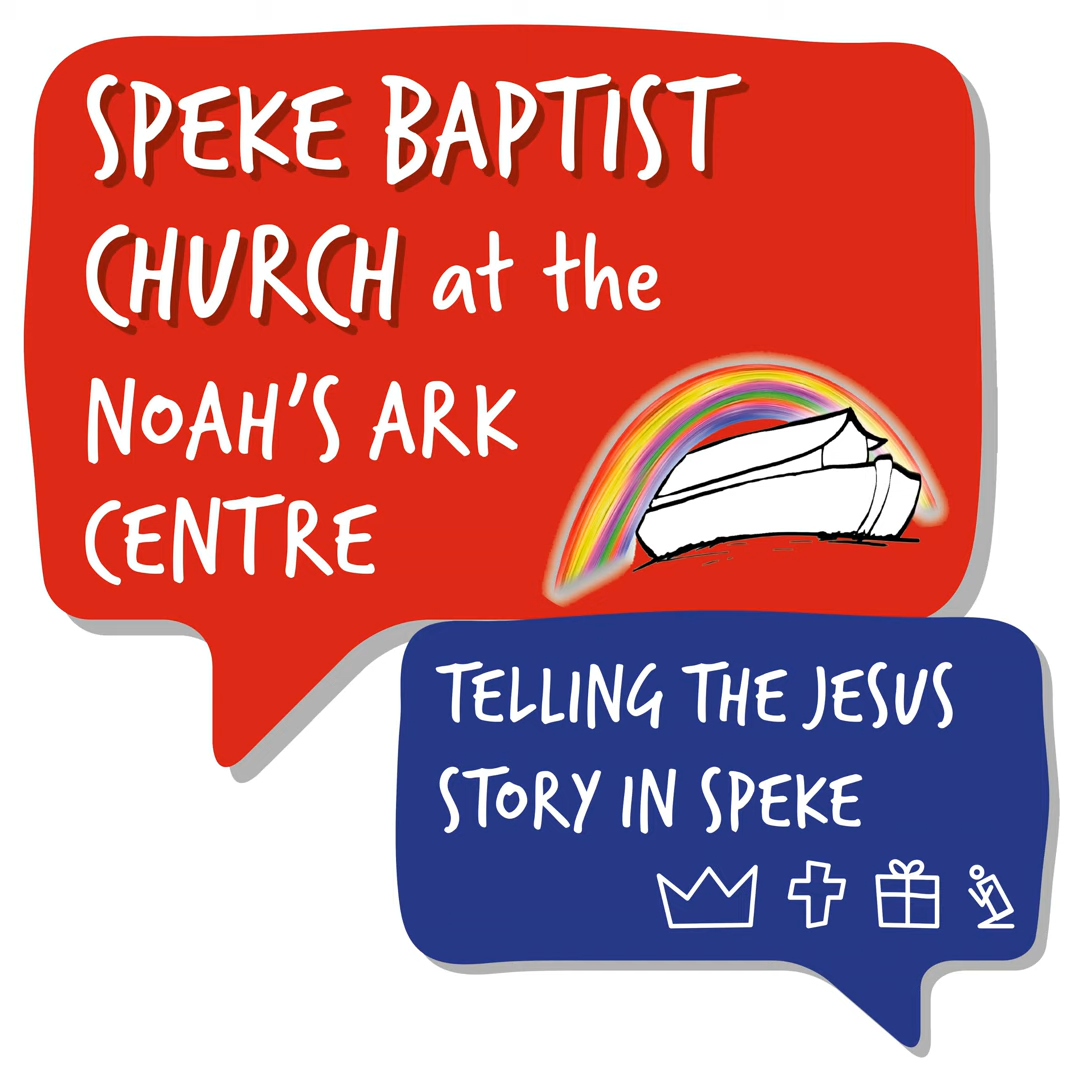 SPEKE BAPTIST
CHURCH at the
NOAH'S ARK
CENTRE
TELLING THE JESUS
STORY IN SPEKE